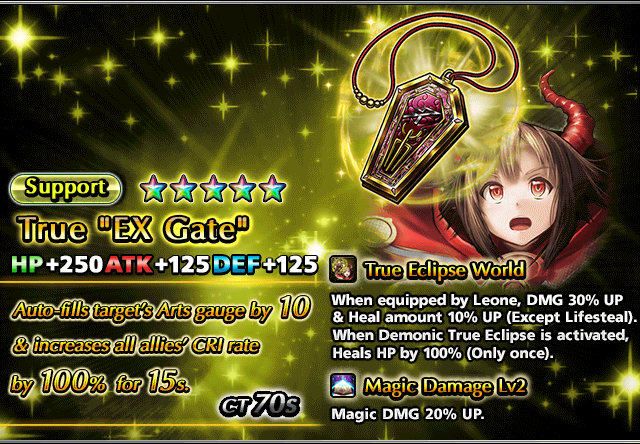 Support
True "EX Gate"
HP+250 ATK+125 DEF+125
Auto-fills target's Arts gauge by 10
& increases all allies' CRI rate
by 100% for 15s.
CT 70s
True Eclipse World
When equipped by Leone, DMG 30% UP
& Heal amount 10% UP (Except Lifesteal).
When Demonic True Eclipse is activated,
Heals HP by 100% (Only once).
Magic Damage Lv2
Magic DMG 20% UP.